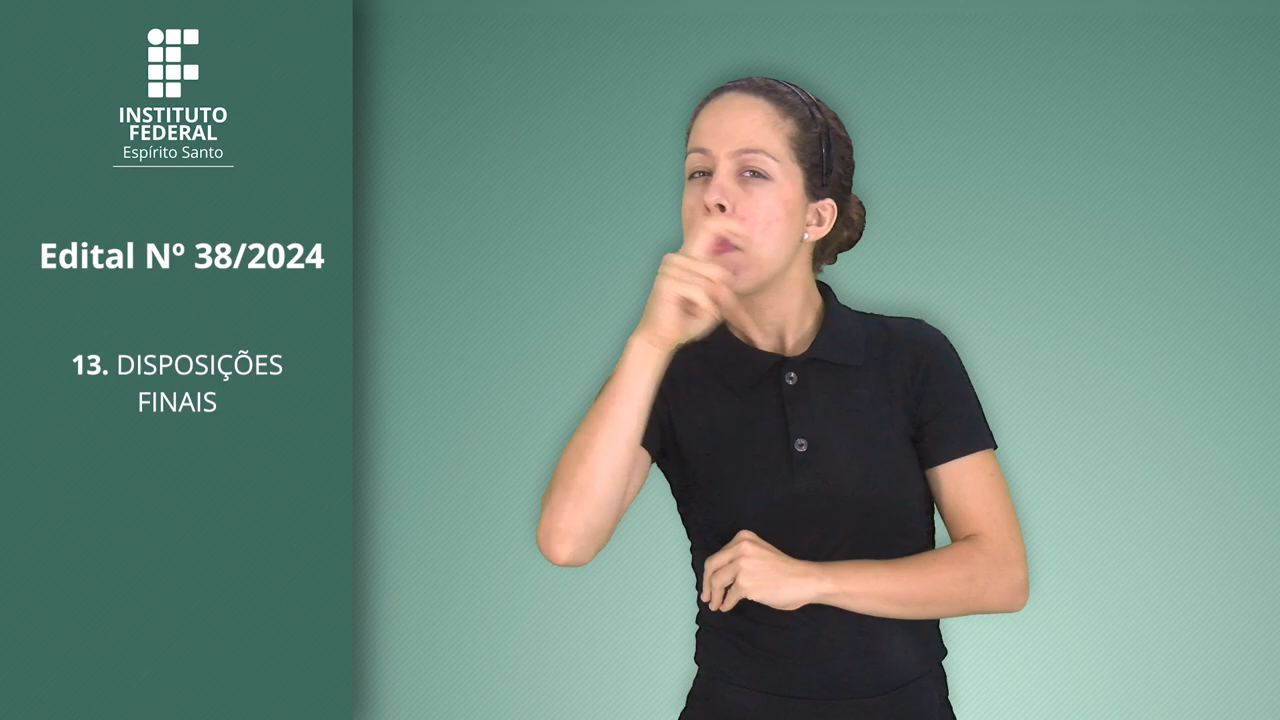 INSTITUTO
FEDERAL
Espírito Santo
Edital Nº 38/2024
13. DISPOSIÇÕES
FINAIS